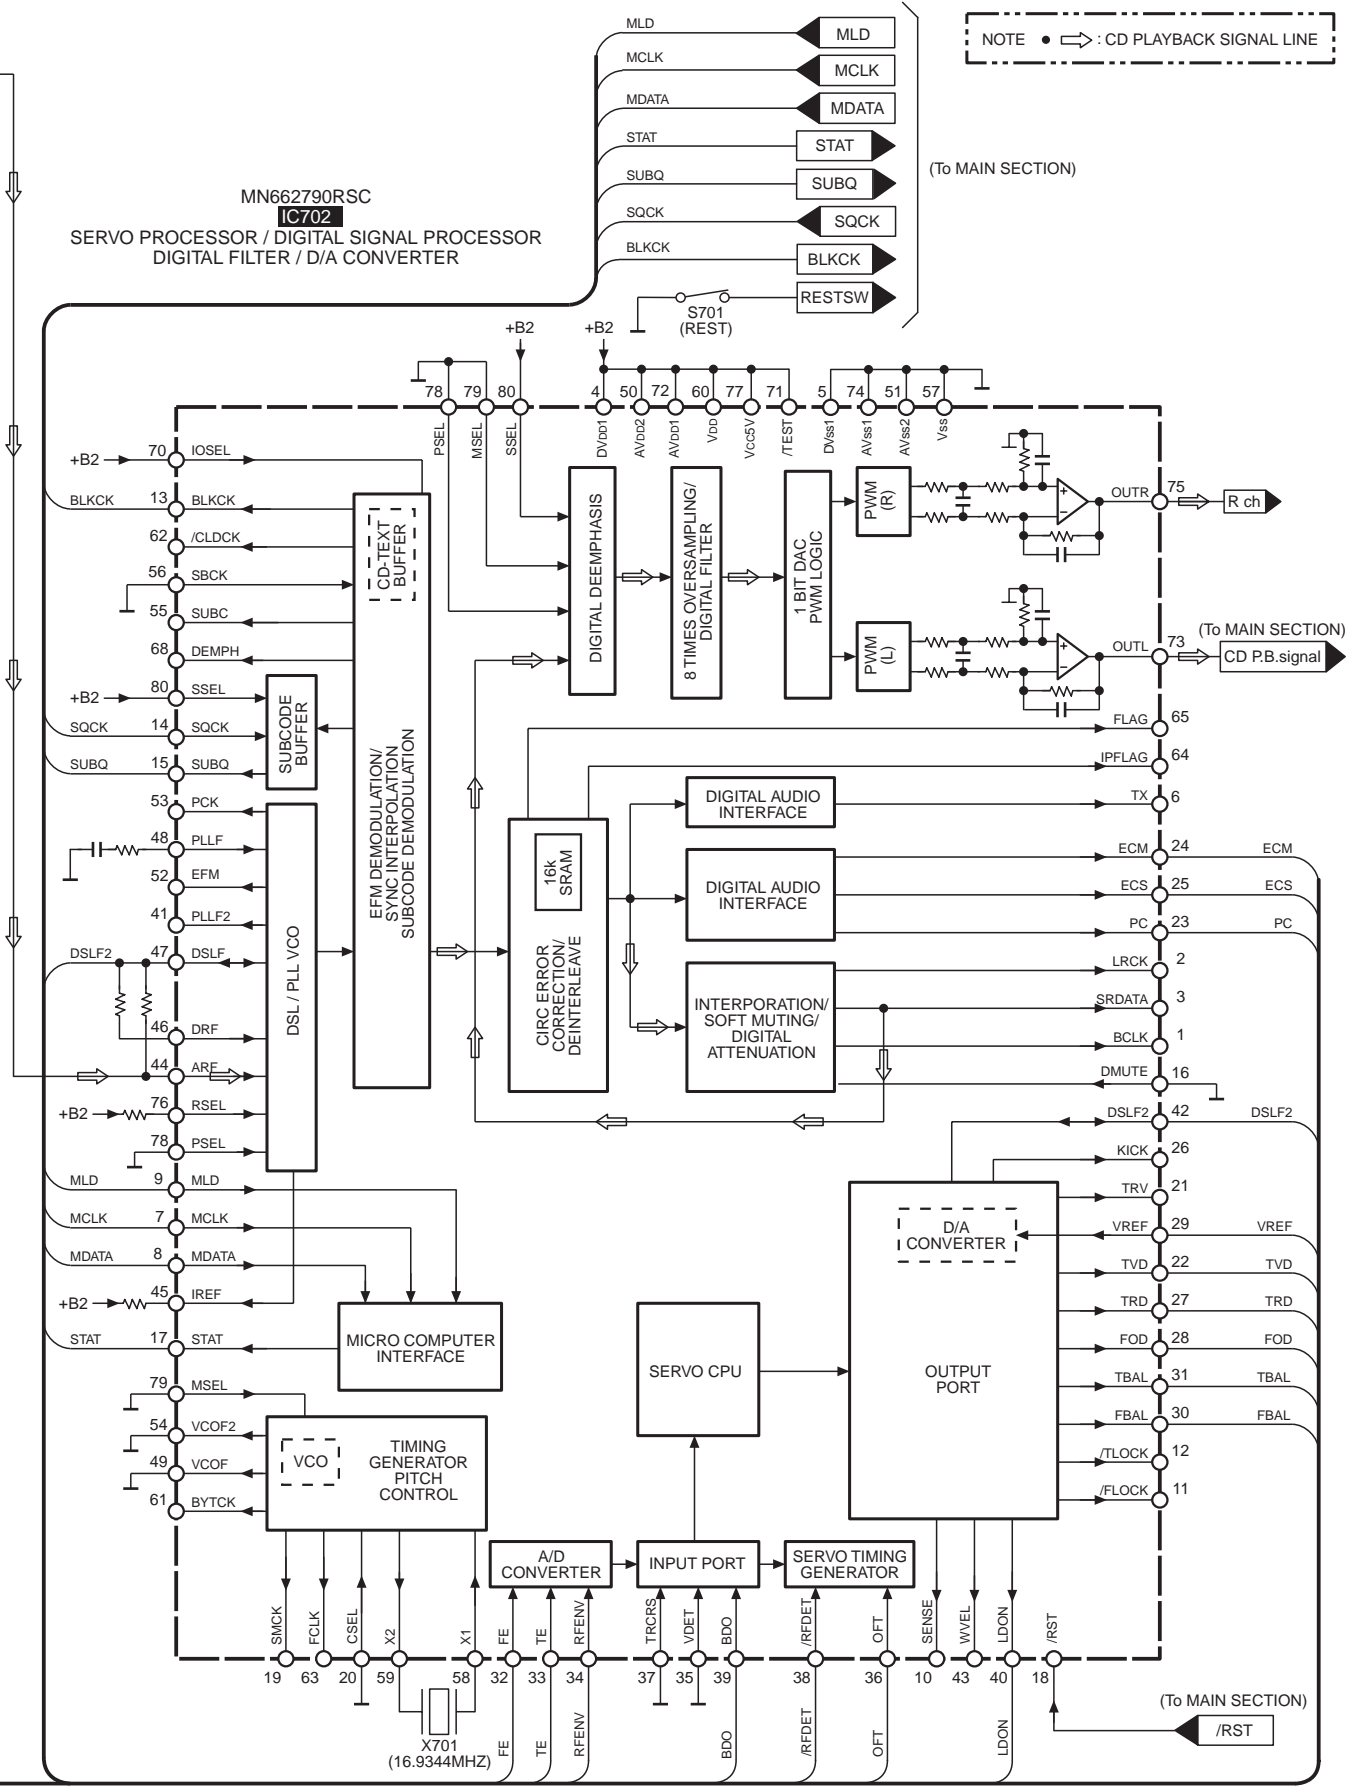 NOTE ● : CD PLAYBACK SIGNAL LINE
MLD MLD
MCLK MCLK
MDATA MDATA
STAT STAT
SUBQ SUBQ
SQCK SQCK
BLKCK BLKCK
RESTSW
S701
(REST)
(To MAIN SECTION)
MN662790RSC
IC702
SERVO PROCESSOR / DIGITAL SIGNAL PROCESSOR
DIGITAL FILTER / D/A CONVERTER
+B2 +B2
78 79 80 4 50 72 60 77 71 5 74 51 57
PSEL MSEL SSEL DVDD1 AVDD2 AVDD1 VDD VCC5V /TEST DVss1 AVss1 AVss2 Vss
+B2 70 IOSEL
BLKCK 13 BLKCK
62 /CLDCK
56 SBCK
55 SUBC
68 DEMPH
+B2 80 SSEL
SQCK 14 SQCK
SUBQ 15 SUBQ
53 PCK
48 PLLF
52 EFM
41 PLLF2
DSLF2 47 DSLF
46 DRF
44 ARF
+B2 76 RSEL
78 PSEL
MLD 9 MLD
MCLK 7 MCLK
MDATA 8 MDATA
+B2 45 IREF
STAT 17 STAT
79 MSEL
54 VCOF2
49 VCOF
61 BYTCK
CD-TEXT
BUFFER
EFM DEMODULATION/
SYNC INTERPOLATION
SUBCODE DEMODULATION
SUBCODE
BUFFER
DSL / PLL VCO
DIGITAL DEEMPHASIS
8 TIMES OVERSAMPLING/
DIGITAL FILTER
1 BIT DAC
PWM LOGIC
PWM
(R)
PWM
(L)
+
−
+
−
OUTR 75 R ch
(To MAIN SECTION)
OUTL 73 CD P.B.signal
16k
SRAM
CIRC ERROR
CORRECTION/
DEINTERLEAVE
DIGITAL AUDIO
INTERFACE
DIGITAL AUDIO
INTERFACE
INTERPORATION/
SOFT MUTING/
DIGITAL
ATTENUATION
FLAG 65
IPFLAG 64
TX 6
ECM 24 ECM
ECS 25 ECS
PC 23 PC
LRCK 2
SRDATA 3
BCLK 1
DMUTE 16
DSLF2 42 DSLF2
KICK 26
TRV 21
VREF 29 VREF
TVD 22 TVD
TRD 27 TRD
FOD 28 FOD
TBAL 31 TBAL
FBAL 30 FBAL
/TLOCK 12
/FLOCK 11
D/A
CONVERTER
OUTPUT
PORT
SERVO CPU
MICRO COMPUTER
INTERFACE
VCO
TIMING
GENERATOR
PITCH
CONTROL
A/D
CONVERTER
INPUT PORT
SERVO TIMING
GENERATOR
SMCK FCLK CSEL X2 X1 FE TE RFENV TRCRS VDET BDO /RFDET OFT SENSE WVEL LDON /RST
19 63 20 59 58 32 33 34 37 35 39 38 36 10 43 40 18
X701
(16.9344MHZ)
FE TE RFENV BDO /RFDET OFT LDON
(To MAIN SECTION)
/RST